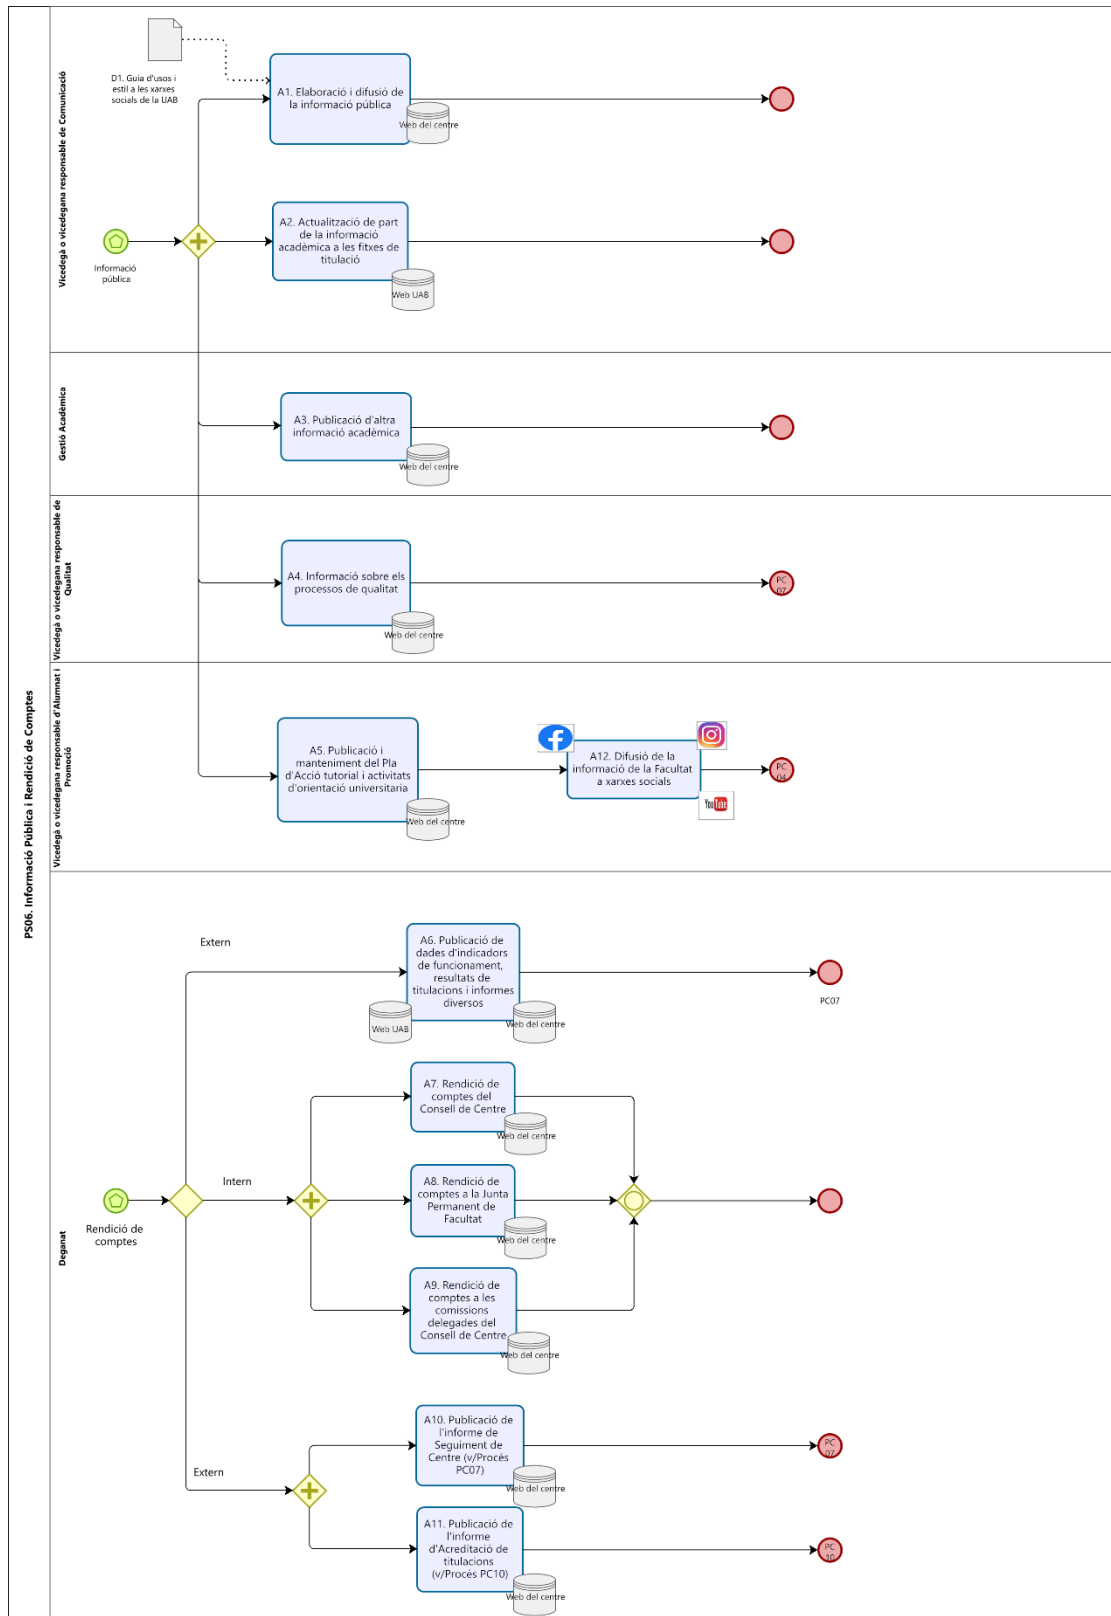 PS06. Informació Pública i Rendició de Comptes
Vicedegà o vicedegana responsable de Comunicació
D1. Guia d'usos i
estil a les xarxes
socials de la UAB
A1. Elaboració i difusió de
la informació pública
Web del centre
Informació
pública
A2. Actualització de part
de la informació
acadèmica a les fitxes de
titulació
Web UAB
Gestió Acadèmica
A3. Publicació d'altra
informació acadèmica
Web del centre
Vicedegà o vicedegana responsable de
Qualitat
A4. Informació sobre els
processos de qualitat
Web del centre
PC
07
Vicedegà o vicedegana responsable d'Alumnat i
Promoció
A5. Publicació i
manteniment del Pla
d'Acció tutorial i activitats
d'orientació universitaria
Web del centre
A12. Difusió de la
informació de la Facultat
a xarxes socials
YouTube
PC
04
Deganat
Extern
A6. Publicació de
dades d'indicadors
de funcionament,
resultats de
titulacions i informes
diversos
Web UAB
Web del centre
PC07
A7. Rendició de
comptes del
Consell de Centre
Web del centre
Rendició de
comptes
Intern
A8. Rendició de
comptes a la Junta
Permanent de
Facultat
Web del centre
A9. Rendició de
comptes a les
comissions
delegades del
Consell de Centre
Web del centre
Extern
A10. Publicació de
l'informe de
Seguiment de
Centre (v/Procés
PC07)
Web del centre
PC
07
A11. Publicació de
l'informe
d'Acreditació de
titulacions
(v/Procés PC10)
Web del centre
PC
10